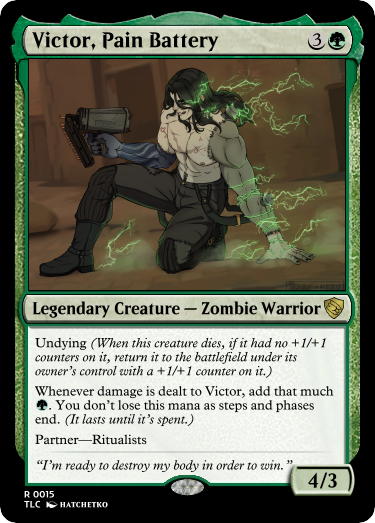 Victor, Pain Battery 3
Legendary Creature — Zombie Warrior
Undying (When this creature dies, if it had no +1/+1
counters on it, return it to the battlefield under its
owner's control with a +1/+1 counter on it.)
Whenever damage is dealt to Victor, add that much
. You don't lose this mana as steps and phases
end. (It lasts until it's spent.)
Partner—Ritualists
“I'm ready to destroy my body in order to win.”
4/3
R 0015
TLC HATCHETKO